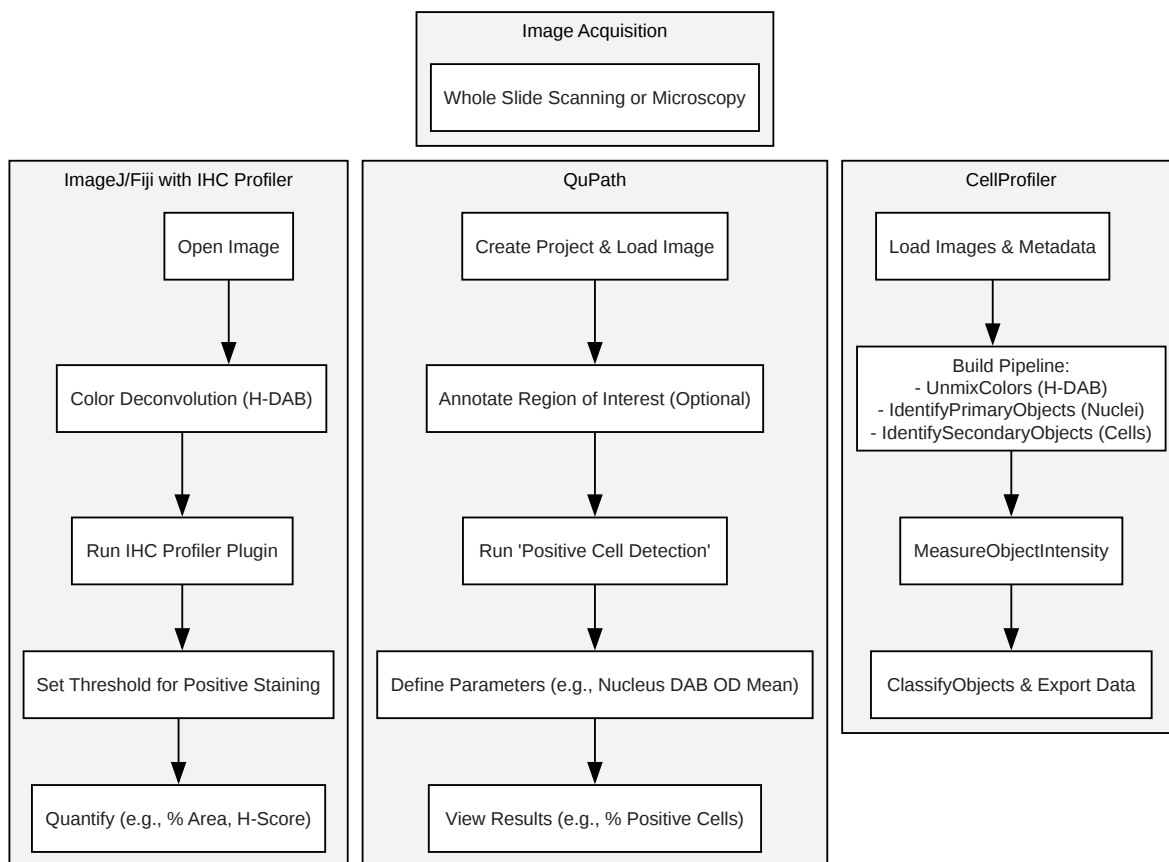 Image Acquisition
Whole Slide Scanning or Microscopy
ImageJ/Fiji with IHC Profiler
Open Image
Color Deconvolution (H-DAB)
Run IHC Profiler Plugin
Set Threshold for Positive Staining
Quantify (e.g., % Area, H-Score)
QuPath
Create Project & Load Image
Annotate Region of Interest (Optional)
Run 'Positive Cell Detection'
Define Parameters (e.g., Nucleus DAB OD Mean)
View Results (e.g., % Positive Cells)
CellProfiler
Load Images & Metadata
Build Pipeline:
- UnmixColors (H-DAB)
- IdentifyPrimaryObjects (Nuclei)
- IdentifySecondaryObjects (Cells)
MeasureObjectIntensity
ClassifyObjects & Export Data